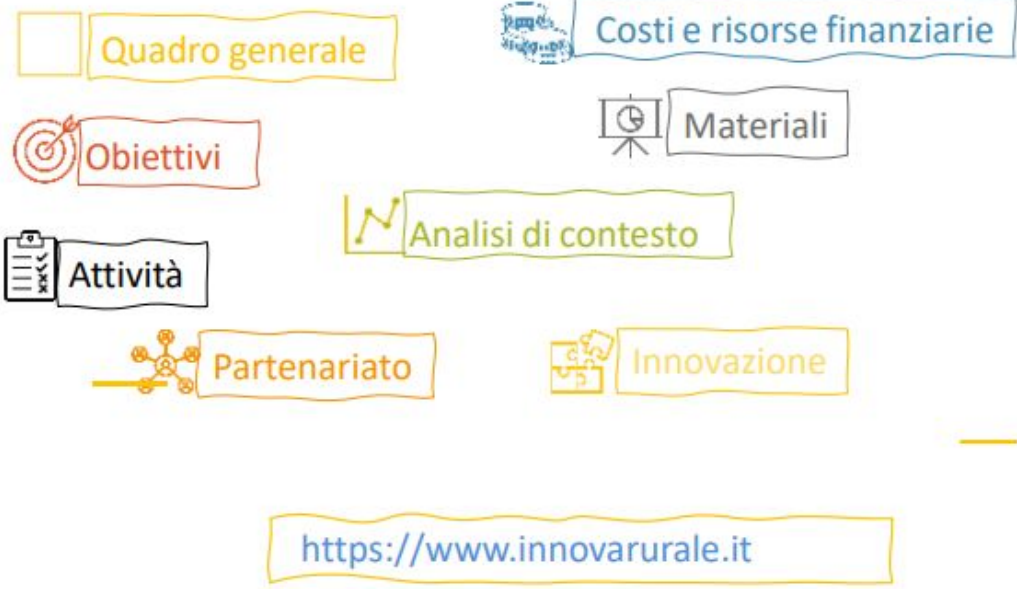 Quadro generale
Costi e risorse finanziarie
Obiettivi
Materiali
Analisi di contesto
Attività
Partenariato
Innovazione
https://www.innovarurale.it